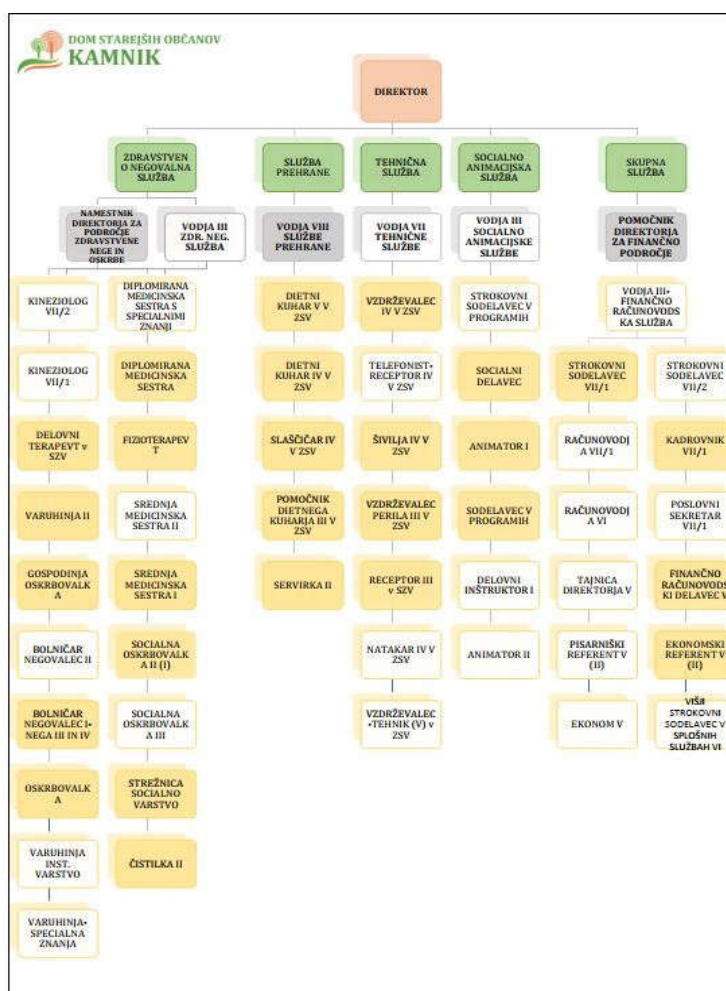 DOM STAREJŠIH OBČANOV
KAMNIK
DIREKTOR
ZDRAVSTVEN
O NEGOVALNA
SLUŽBA
SLUŽBA
PREHRANE
TEHNIČNA
SLUŽBA
SOCIALNO
ANIMACIJSKA
SLUŽBA
SKUPNA
SLUŽBA
NAMESTNIK
DIREKTORJA ZA
PODROČJE
ZDRAVSTVENE
NEGE IN
OSKRBE
VODJA III
ZDR. NEG.
SLUŽBA
VODJA VIII
SLUŽBE
PREHRANE
VODJA VII
TEHNIČNE
SLUŽBE
VODJA III
SOCIALNO
ANIMACIJSKE
SLUŽBE
POMOČNIK
DIREKTORJA
ZA FINANČNO
PODROČJE
KINEZIOLOG
VII/2
DIPLOMIRANA
MEDICINSKA
SESTRA S
SPECIALNIMI
ZNANJI
DIETNI
KUHAR V V
ZSV
VZDRŽEVALEC
IV V ZSV
STROKOVNI
SODELAVEC V
PROGRAMIH
VODJA III-
FINANČNO
RAČUNOVODS
KA SLUŽBA
KINEZIOLOG
VII/1
DIPLOMIRANA
MEDICINSKA
SESTRA
DIETNI
KUHAR IV V
ZSV
TELEFONIST-
RECEPTOR IV
V ZSV
SOCIALNI
DELAVEC
STROKOVNI
SODELAVEC
VII/1
STROKOVNI
SODELAVEC
VII/2
DELOVNI
TERAPEVT v
SZV
FIZIOTERAPEV
T
SLAŠČIČAR IV
V ZSV
ŠIVILJA IV V
ZSV
ANIMATOR I
RAČUNOVODJ
A VII/1
KADROVNIK
VII/1
VARUHINJA II
SREDNJA
MEDICINSKA
SESTRA II
POMOČNIK
DIETNEGA
KUHARJA III V
ZSV
VZDRŽEVALEC
PERILA III V
ZSV
SODELAVEC V
PROGRAMIH
RAČUNOVODJ
A VI
POSLOVNI
SEKRETAR
VII/1
GOSPODINJA
OSKRBOVALK
A
SREDNJA
MEDICINSKA
SESTRA I
SERVIRKA II
RECEPTOR III
v SZV
DELOVNI
INŠTRUKTOR I
TAJNICA
DIREKTORJA V
FINANČNO
RAČUNOVODS
KI DELAVEC V
BOLNIČAR
NEGOVALEC II
SOCIALNA
OSKRBOVALK
A II (I)
NATAKAR IV V
ZSV
ANIMATOR II
PISARNIŠKI
REFERENT V
(II)
EKONOMSKI
REFERENT V
(II)
BOLNIČAR
NEGOVALEC I-
NEGA III IN IV
SOCIALNA
OSKRBOVALK
A III
VZDRŽEVALEC
-TEHNIK (V) v
ZSV
EKONOM V
VIŠJI
STROKOVNI
SODELAVEC V
SPLOŠNIH
SLUŽBAH VI
OSKRBOVALK
A
STREŽNICA
SOCIALNO
VARSTVO
VARUHINJA
INST.
VARSTVO
ČISTILKA II
VARUHINJA-
SPECIALNA
ZNANJA